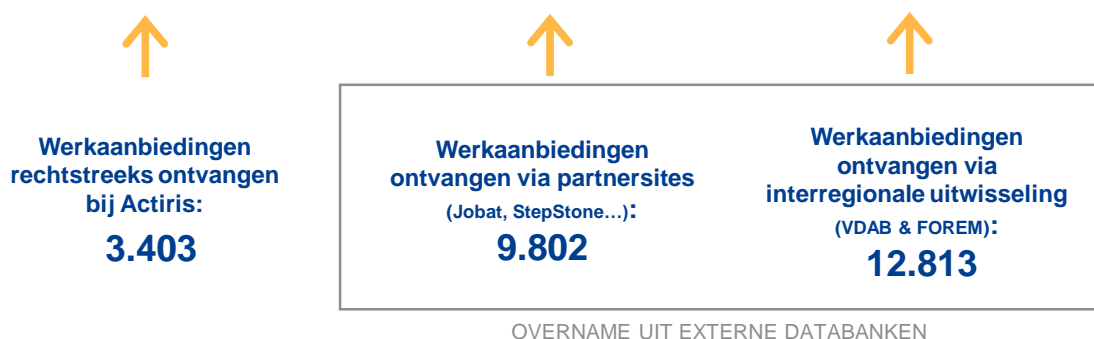 Werkaanbiedingen
rechtstreeks ontvangen
bij Actiris:
3.403
Werkaanbiedingen
ontvangen via partnersites
(Jobat, StepStone…):
9.802
Werkaanbiedingen
ontvangen via
interregionale uitwisseling
(VDAB & FOREM):
12.813
OVERNAME UIT EXTERNE DATABANKEN